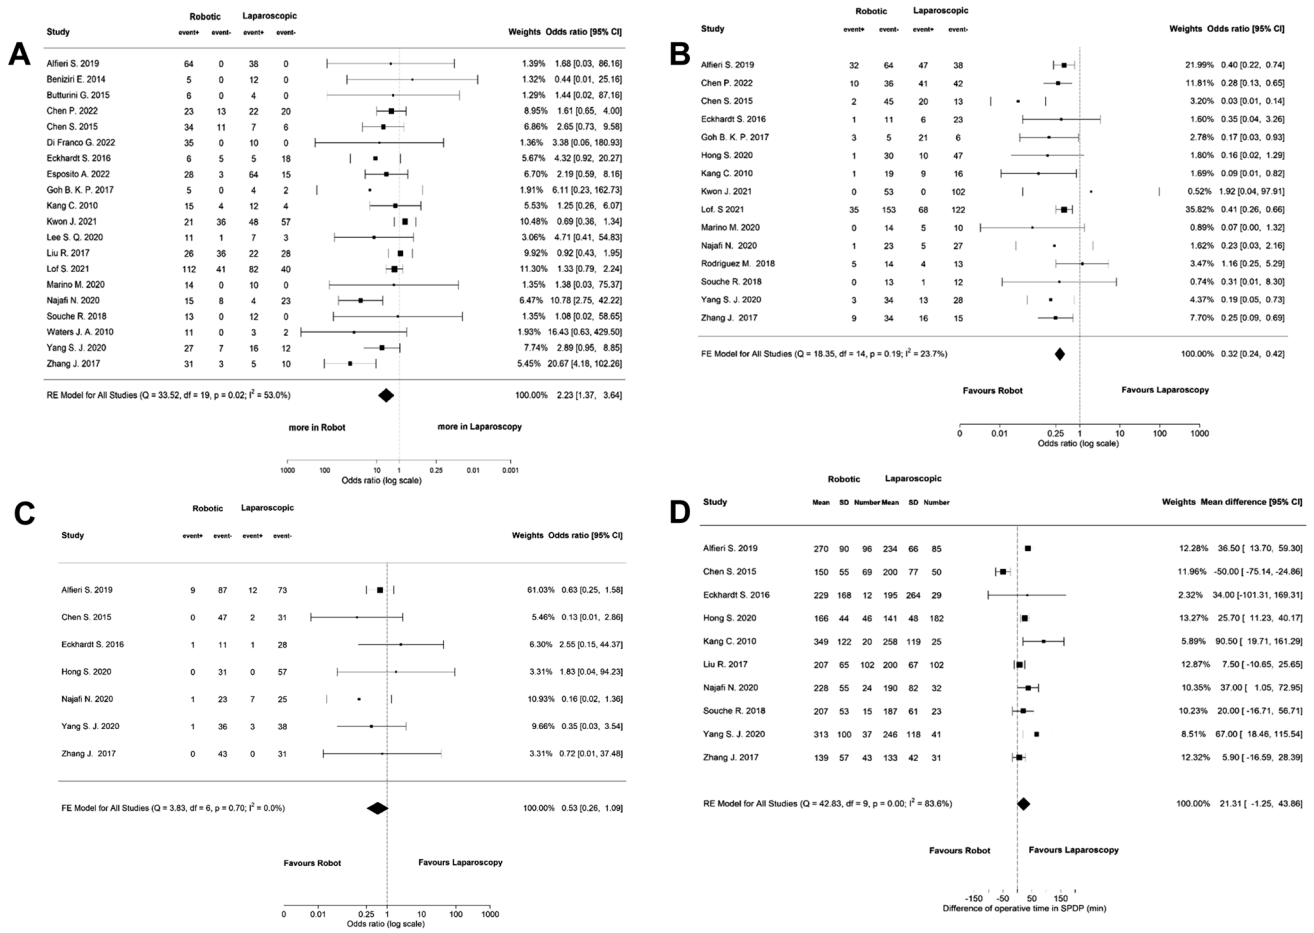 A
Robotic Laparoscopic
Study event+ event- event+ event- Weights Odds ratio [95% CI]
Alfieri S. 2019 64 0 38 0 1.39% 1.68 [0.03, 86.16]
Beniziri E. 2014 5 0 12 0 1.32% 0.44 [0.01, 25.16]
Butturini G. 2015 6 0 4 0 1.29% 1.44 [0.02, 87.16]
Chen P. 2022 23 13 22 20 8.95% 1.61 [0.65, 4.00]
Chen S. 2015 34 11 7 6 6.86% 2.65 [0.73, 9.58]
Di Franco G. 2022 35 0 10 0 1.36% 3.38 [0.06, 180.93]
Eckhardt S. 2016 6 5 5 18 5.67% 4.32 [0.92, 20.27]
Esposito A. 2022 28 3 64 15 6.70% 2.19 [0.59, 8.16]
Goh B. K. P. 2017 5 0 4 2 1.91% 6.11 [0.23, 162.73]
Kang C. 2010 15 4 12 4 5.53% 1.25 [0.26, 6.07]
Kwon J. 2021 21 36 48 57 10.48% 0.69 [0.36, 1.34]
Lee S. Q. 2020 11 1 7 3 3.06% 4.71 [0.41, 54.83]
Liu R. 2017 26 36 22 28 9.92% 0.92 [0.43, 1.95]
Lof S. 2021 112 41 82 40 11.30% 1.33 [0.79, 2.24]
Marino M. 2020 14 0 10 0 1.35% 1.38 [0.03, 75.37]
Najafi N. 2020 15 8 4 23 6.47% 10.78 [2.75, 42.22]
Souche R. 2018 13 0 12 0 1.35% 1.08 [0.02, 58.65]
Waters J. A. 2010 11 0 3 2 1.93% 16.43 [0.63, 429.50]
Yang S. J. 2020 27 7 16 12 7.74% 2.89 [0.95, 8.85]
Zhang J. 2017 31 3 5 10 5.45% 20.67 [4.18, 102.26]
RE Model for All Studies (Q = 33.52, df = 19, p = 0.02; I² = 53.0%) 100.00% 2.23 [1.37, 3.64]
more in Robot more in Laparoscopy
1000 100 10 1 0.25 0.01 0.001
Odds ratio (log scale)
B
Robotic Laparoscopic
Study event+ event- event+ event- Weights Odds ratio [95% CI]
Alfieri S. 2019 32 64 47 38 21.99% 0.40 [0.22, 0.74]
Chen P. 2022 10 36 41 42 11.81% 0.28 [0.13, 0.65]
Chen S. 2015 2 45 20 13 3.20% 0.03 [0.01, 0.14]
Eckhardt S. 2016 1 11 6 23 1.60% 0.35 [0.04, 3.26]
Goh B. K. P. 2017 3 5 21 6 2.77% 0.17 [0.03, 0.93]
Hong S. 2020 1 30 10 47 1.80% 0.16 [0.02, 1.29]
Kang C. 2010 1 19 9 16 1.69% 0.09 [0.01, 0.82]
Kwon J. 2021 0 53 0 102 0.52% 1.92 [0.04, 97.91]
Lof. S 2021 35 153 68 122 35.82% 0.41 [0.26, 0.66]
Marino M. 2020 0 14 5 10 0.89% 0.07 [0.00, 1.32]
Najafi N. 2020 1 23 5 27 1.62% 0.23 [0.03, 2.16]
Rodriguez M. 2018 5 14 4 13 3.47% 1.16 [0.25, 5.29]
Souche R. 2018 0 13 1 12 0.74% 0.31 [0.01, 8.30]
Yang S. J. 2020 3 34 13 28 4.37% 0.19 [0.05, 0.73]
Zhang J. 2017 9 34 16 15 7.70% 0.25 [0.09, 0.69]
FE Model for All Studies (Q = 18.35, df = 14, p = 0.19; I² = 23.7%) 100.00% 0.32 [0.24, 0.42]
Favours Robot Favours Laparoscopy
0 0.01 0.25 1 10 100 1000
Odds ratio (log scale)
C
Robotic Laparoscopic
Study event+ event- event+ event- Weights Odds ratio [95% CI]
Alfieri S. 2019 9 87 12 73 61.03% 0.63 [0.25, 1.58]
Chen S. 2015 0 47 2 31 5.46% 0.13 [0.01, 2.86]
Eckhardt S. 2016 1 11 1 28 6.30% 2.55 [0.15, 44.37]
Hong S. 2020 0 31 0 57 3.31% 1.83 [0.04, 94.23]
Najafi N. 2020 1 23 7 25 10.93% 0.16 [0.02, 1.36]
Yang S. J. 2020 1 36 3 38 9.66% 0.35 [0.03, 3.54]
Zhang J. 2017 0 43 0 31 3.31% 0.72 [0.01, 37.48]
FE Model for All Studies (Q = 3.83, df = 6, p = 0.70; I² = 0.0%) 100.00% 0.53 [0.26, 1.09]
Favours Robot Favours Laparoscopy
0 0.01 0.25 1 10 100 1000
Odds ratio (log scale)
D
Robotic Laparoscopic
Study Mean SD Number Mean SD Number Weights Mean difference [95% CI]
Alfieri S. 2019 270 90 96 234 66 85 12.28% 36.50 [ 13.70, 59.30]
Chen S. 2015 150 55 69 200 77 50 11.96% -50.00 [ -75.14, -24.86]
Eckhardt S. 2016 229 168 12 195 264 29 2.32% 34.00 [-101.31, 169.31]
Hong S. 2020 166 44 46 141 48 182 13.27% 25.70 [ 11.23, 40.17]
Kang C. 2010 349 122 20 258 119 25 5.89% 90.50 [ 19.71, 161.29]
Liu R. 2017 207 65 102 200 67 102 12.87% 7.50 [ -10.65, 25.65]
Najafi N. 2020 228 55 24 190 82 32 10.35% 37.00 [ 1.05, 72.95]
Souche R. 2018 207 53 15 187 61 23 10.23% 20.00 [ -16.71, 56.71]
Yang S. J. 2020 313 100 37 246 118 41 8.51% 67.00 [ 18.46, 115.54]
Zhang J. 2017 139 57 43 133 42 31 12.32% 5.90 [ -16.59, 28.39]
RE Model for All Studies (Q = 42.83, df = 9, p = 0.00; I² = 83.6%) 100.00% 21.31 [ -1.25, 43.86]
Favours Robot Favours Laparoscopy
-150 -50 0 50 150
Difference of operative time in SPDP (min)